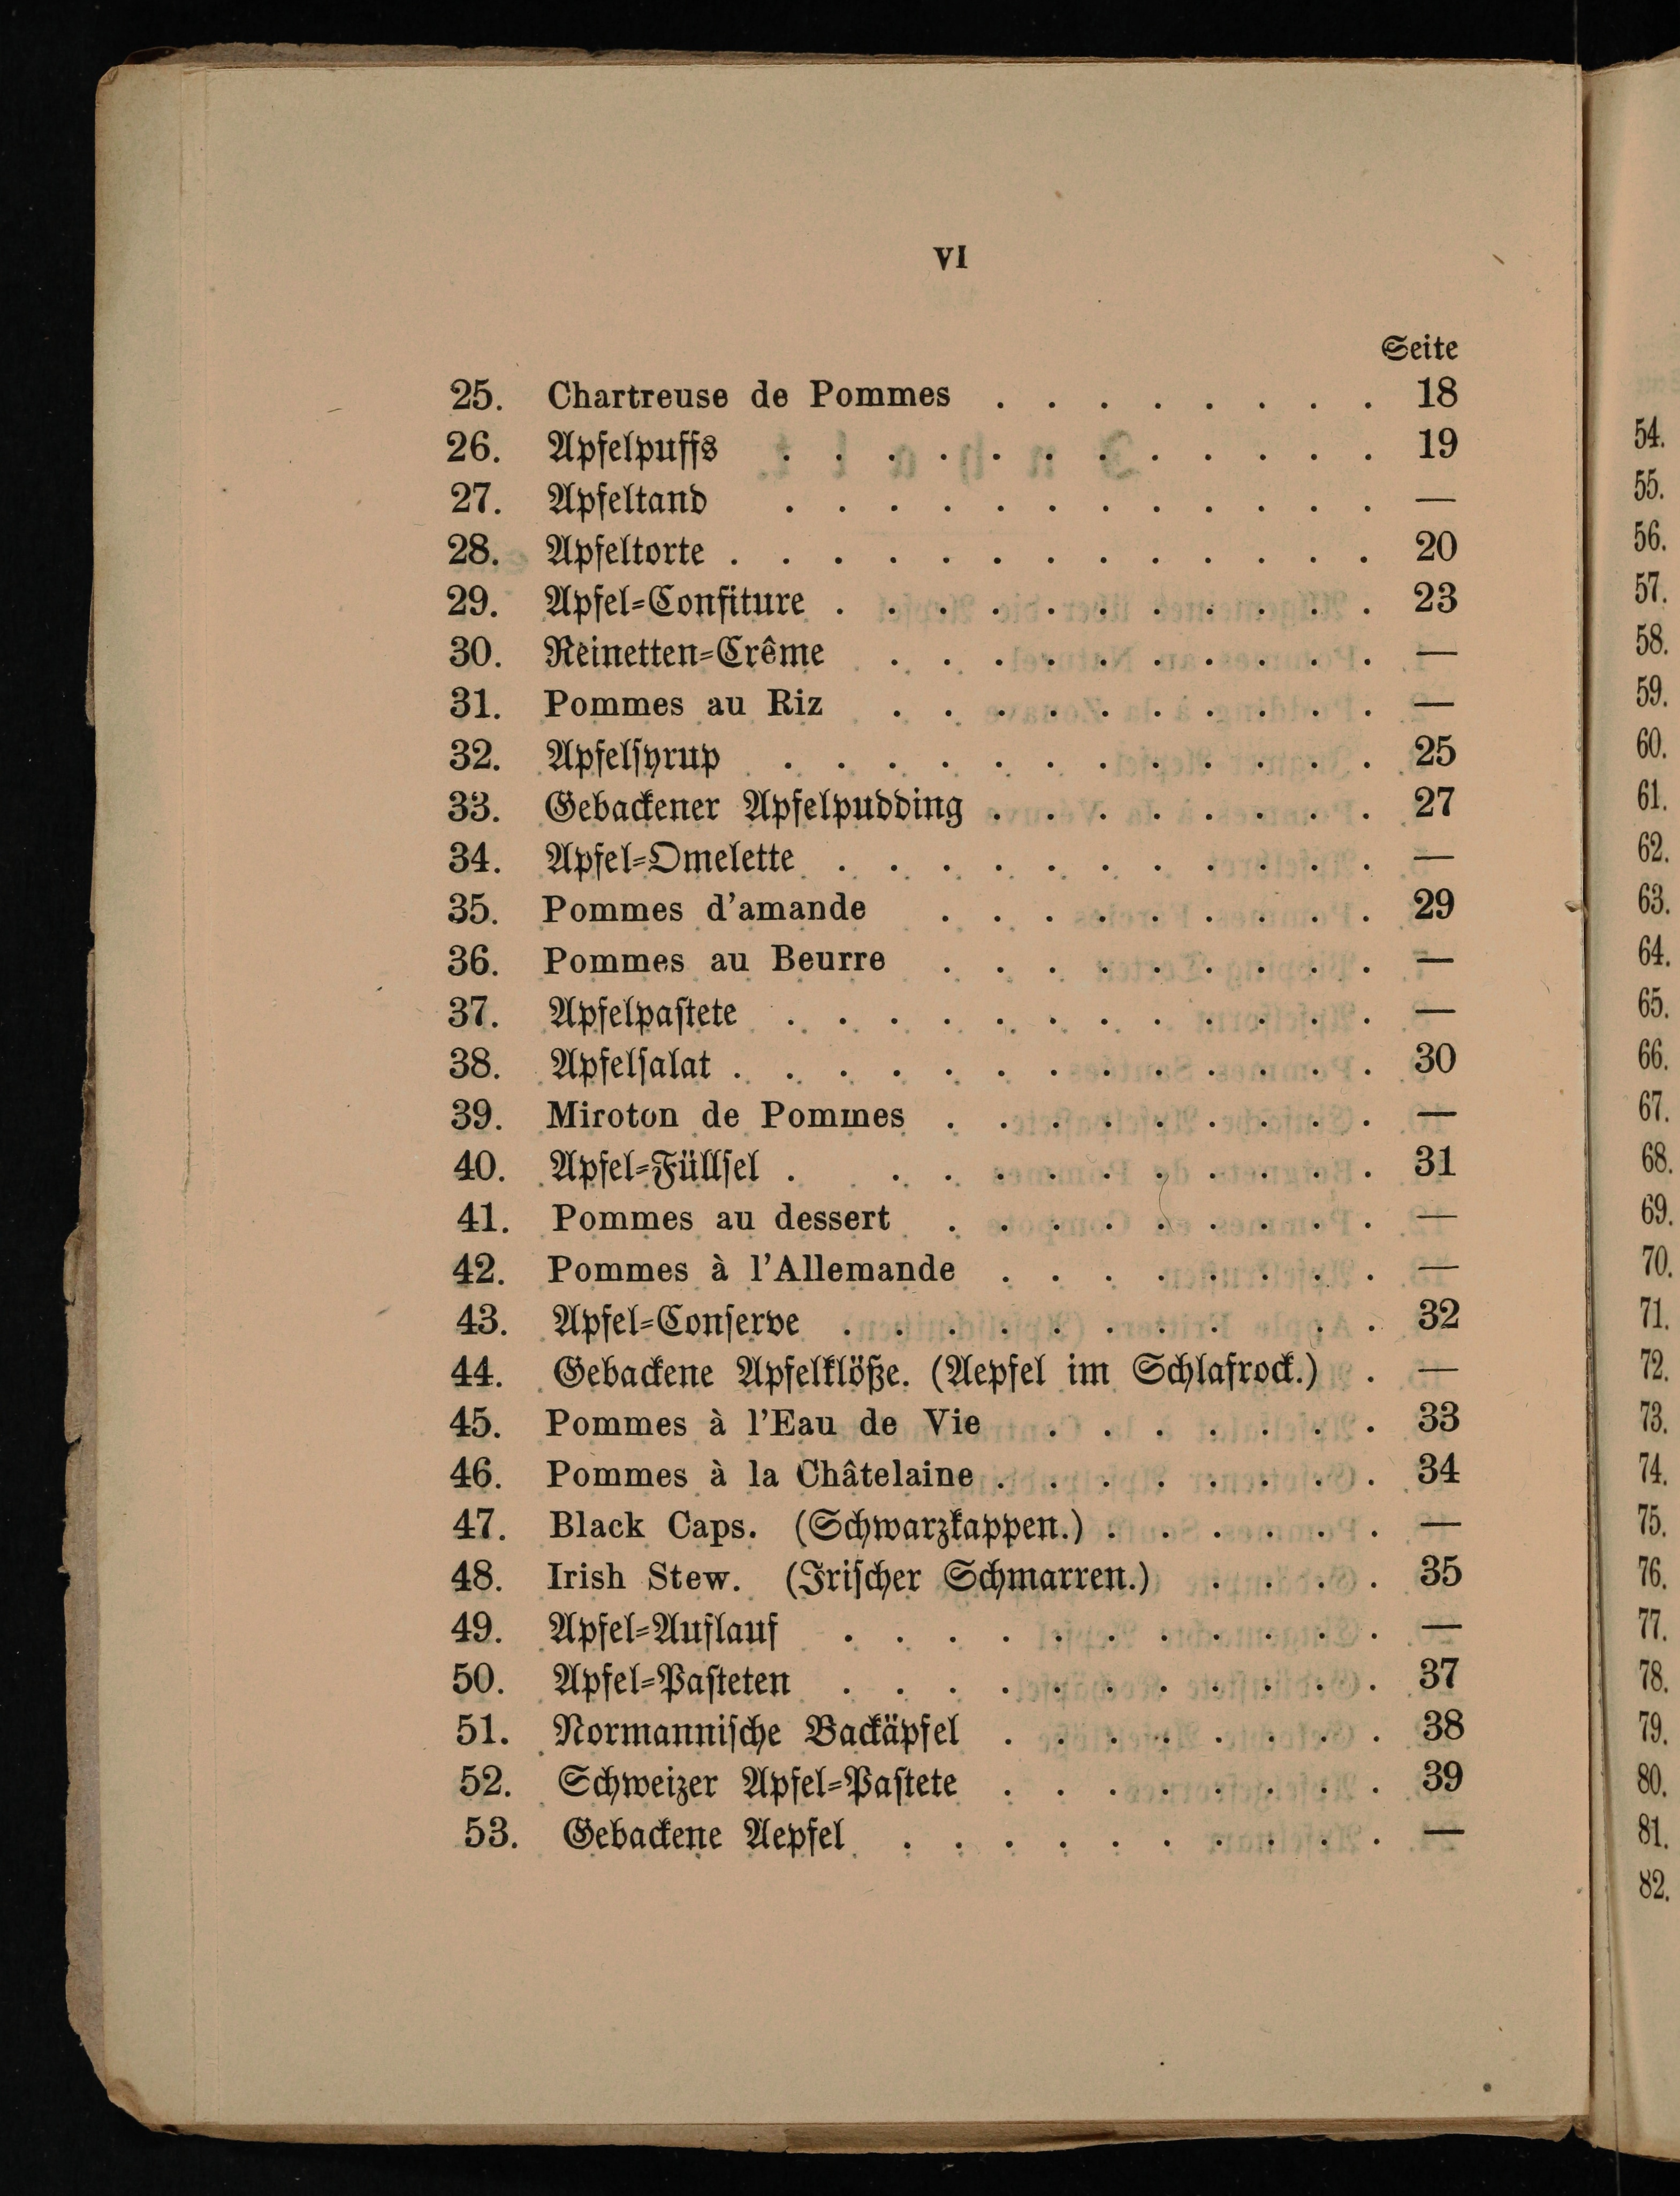 VI
Seite
25. Chartreuse de Pommes . . . . . . . . 18
26. Apfelpuffs . . . . . . . . . . . . 19
27. Apfeltand . . . . . . . . . . . . —
28. Apfeltorte . . . . . . . . . . . . . 20
29. Apfel=Confiture . . . . . . . . . . . 23
30. Reinetten=Crême . . . . . . . . . . —
31. Pommes au Riz . . . . . . . . . . —
32. Apfelſyrup . . . . . . . . . . . . 25
33. Gebackener Apfelpudding . . . . . . . . 27
34. Apfel=Omelette . . . . . . . . . . . —
35. Pommes d'amande . . . . . . . . . 29
36. Pommes au Beurre . . . . . . . . . —
37. Apfelpaſtete . . . . . . . . . . . . —
38. Apfelſalat . . . . . . . . . . . . . 30
39. Miroton de Pommes . . . . . . . . . —
40. Apfel=Füllſel . . . . . . . . . . . 31
41. Pommes au dessert . . . . . . . . . —
42. Pommes à l'Allemande . . . . . . . . —
43. Apfel=Conſerve . . . . . . . . . . 32
44. Gebackene Apfelklöße. (Aepfel im Schlafrock.) . —
45. Pommes à l'Eau de Vie . . . . . . . 33
46. Pommes à la Châtelaine . . . . . . . . 34
47. Black Caps. (Schwarzkappen.) . . . . . . —
48. Irish Stew. (Iriſcher Schmarren.) . . . . 35
49. Apfel=Auflauf . . . . . . . . . . . —
50. Apfel=Paſteten . . . . . . . . . . . 37
51. Normanniſche Backäpfel . . . . . . . . 38
52. Schweizer Apfel=Paſtete . . . . . . . . 39
53. Gebackene Aepfel . . . . . . . . . . —
54.
55.
56.
57.
58.
59.
60.
61.
62.
63.
64.
65.
66.
67.
68.
69.
70.
71.
72.
73.
74.
75.
76.
77.
78.
79.
80.
81.
82.